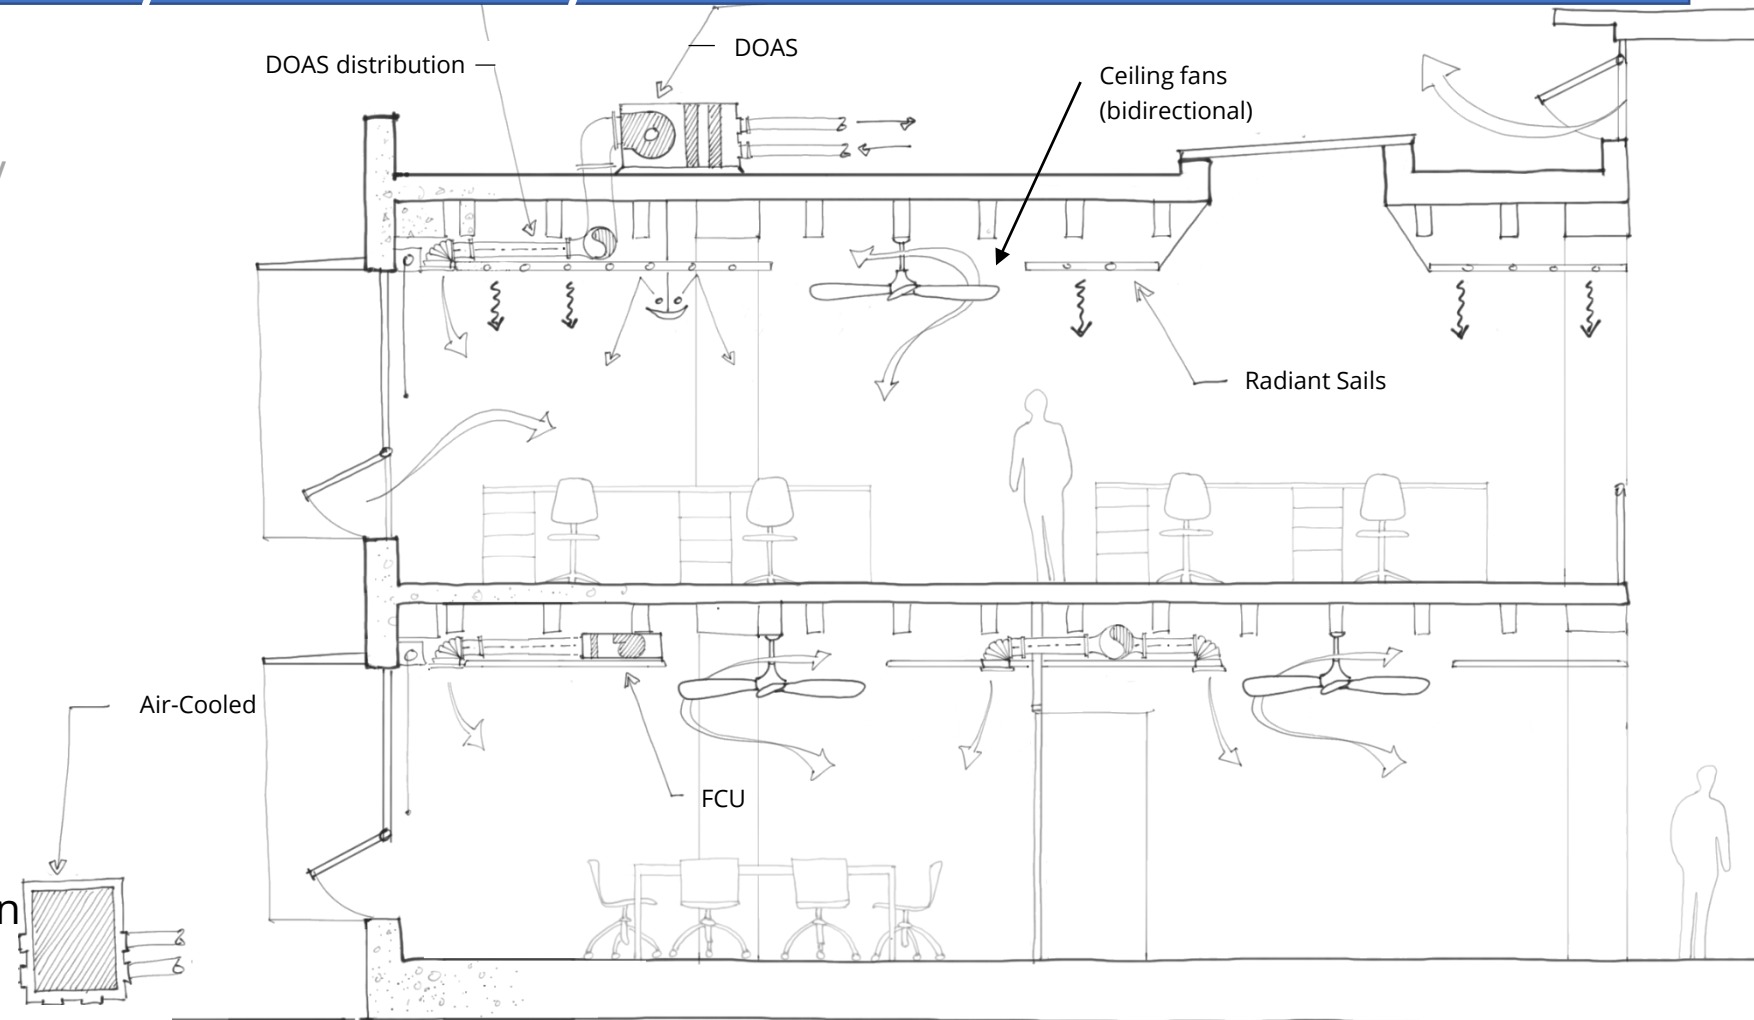 DOAS
DOAS distribution
Ceiling fans
(bidirectional)
Radiant Sails
Air-Cooled
FCU
n